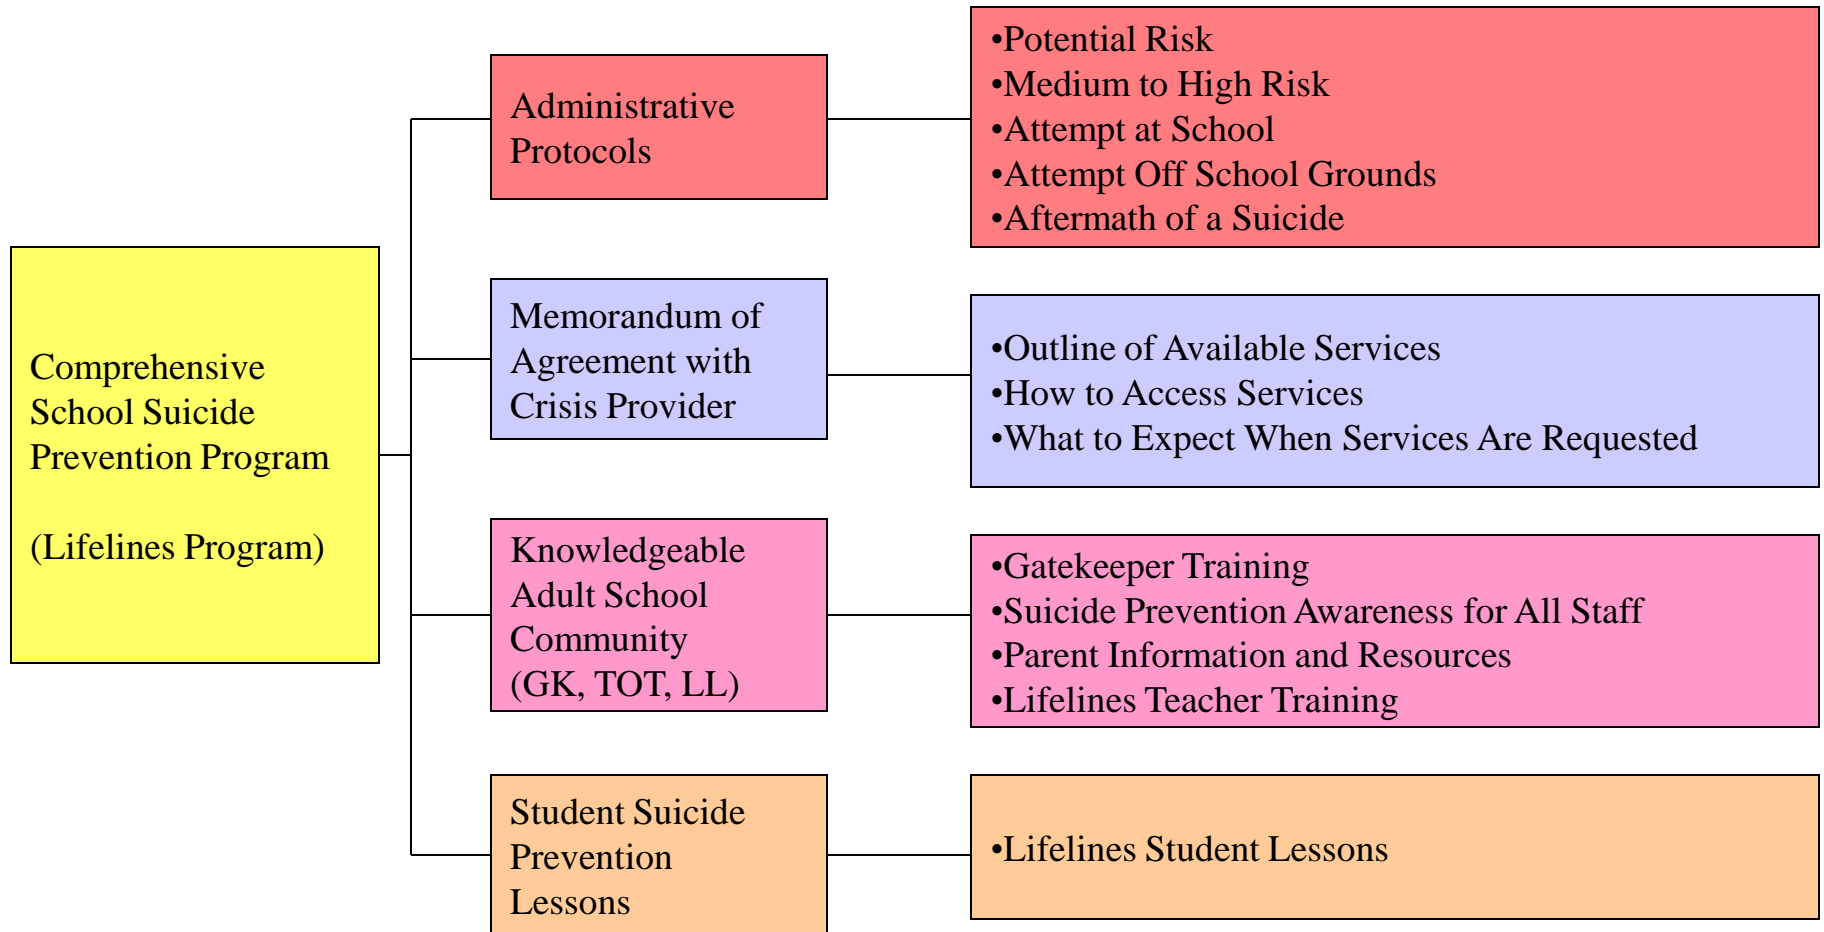 Comprehensive
School Suicide
Prevention Program
(Lifelines Program)
Administrative
Protocols
•Potential Risk
•Medium to High Risk
•Attempt at School
•Attempt Off School Grounds
•Aftermath of a Suicide
Memorandum of
Agreement with
Crisis Provider
•Outline of Available Services
•How to Access Services
•What to Expect When Services Are Requested
Knowledgeable
Adult School
Community
(GK, TOT, LL)
•Gatekeeper Training
•Suicide Prevention Awareness for All Staff
•Parent Information and Resources
•Lifelines Teacher Training
Student Suicide
Prevention
Lessons
•Lifelines Student Lessons